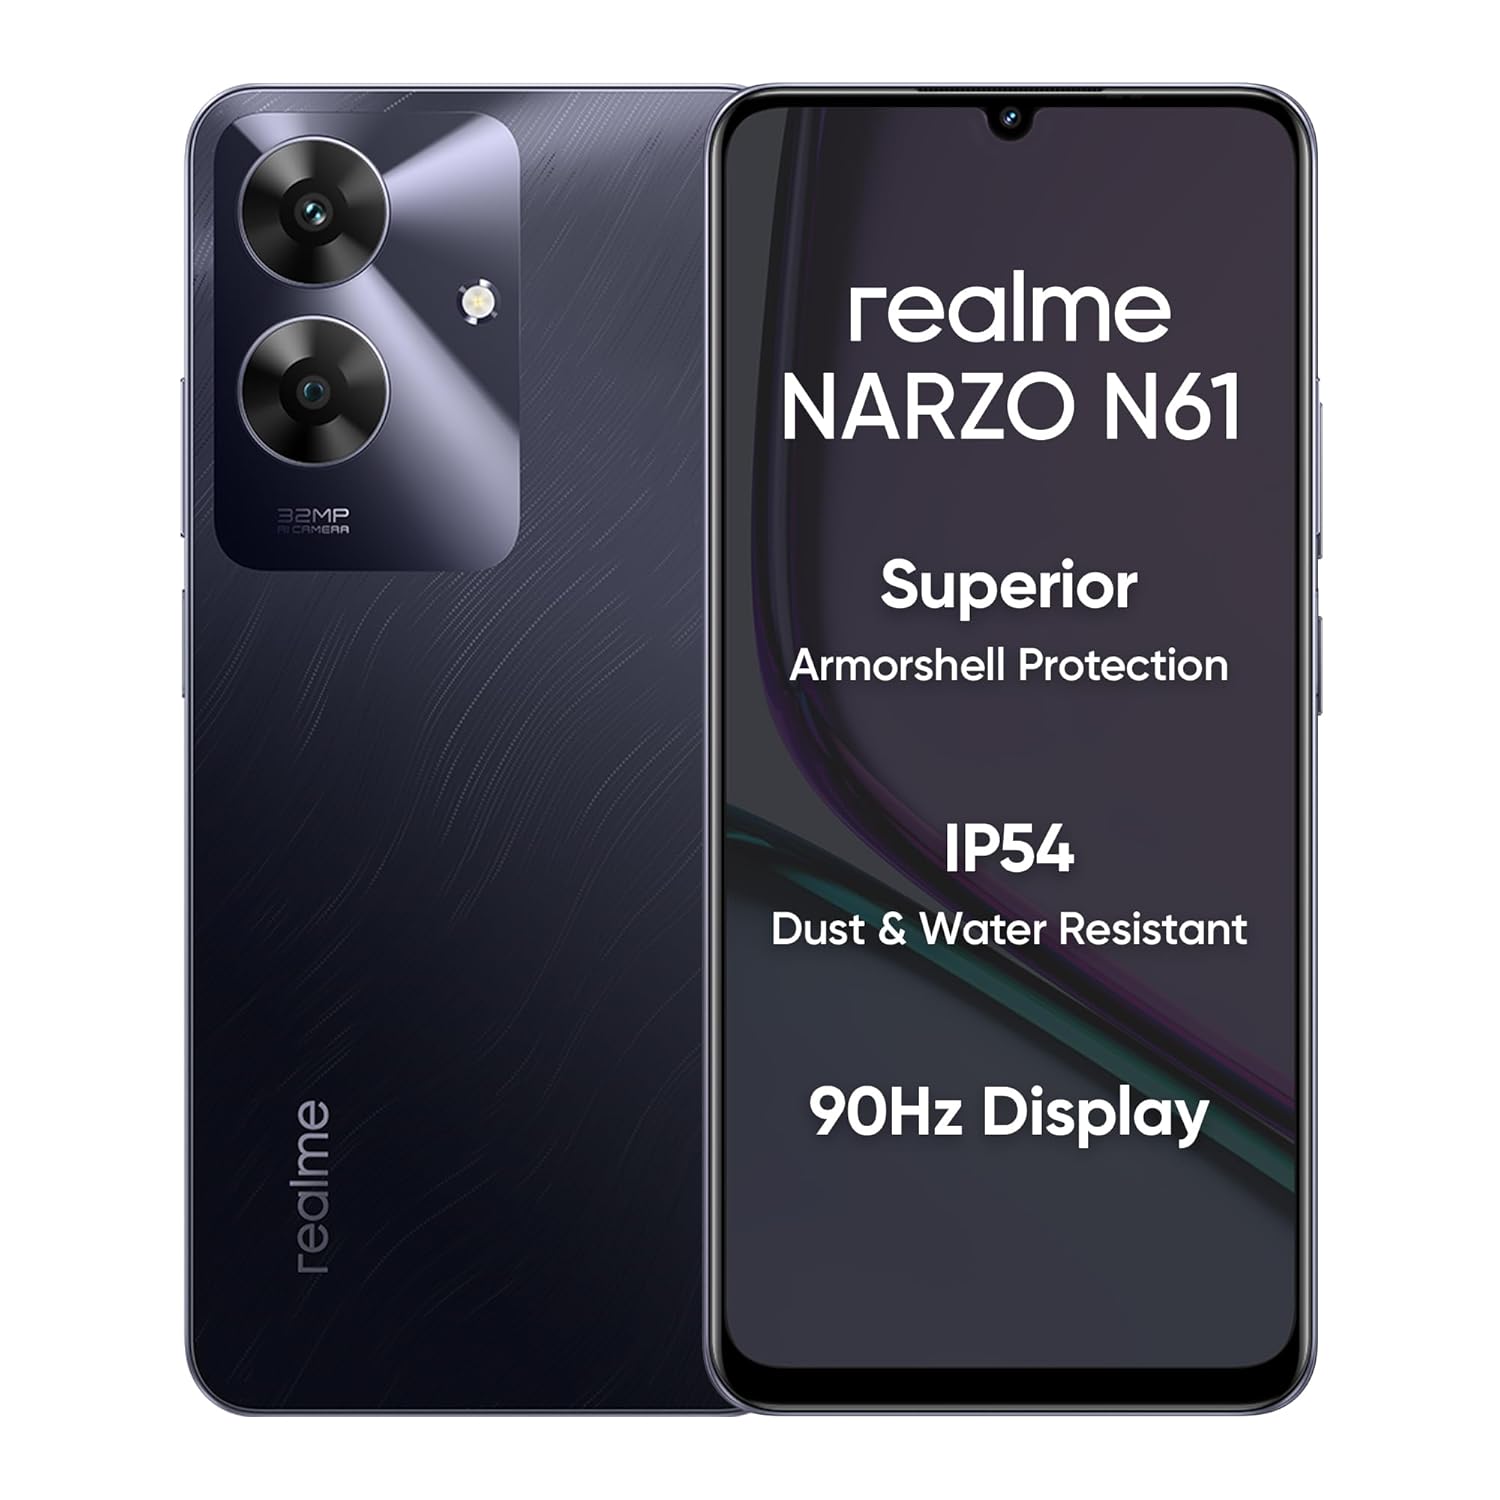 32MP
AI CAMERA
realme
realme
NARZO N61
Superior
Armorshell Protection
IP54
Dust & Water Resistant
90Hz Display